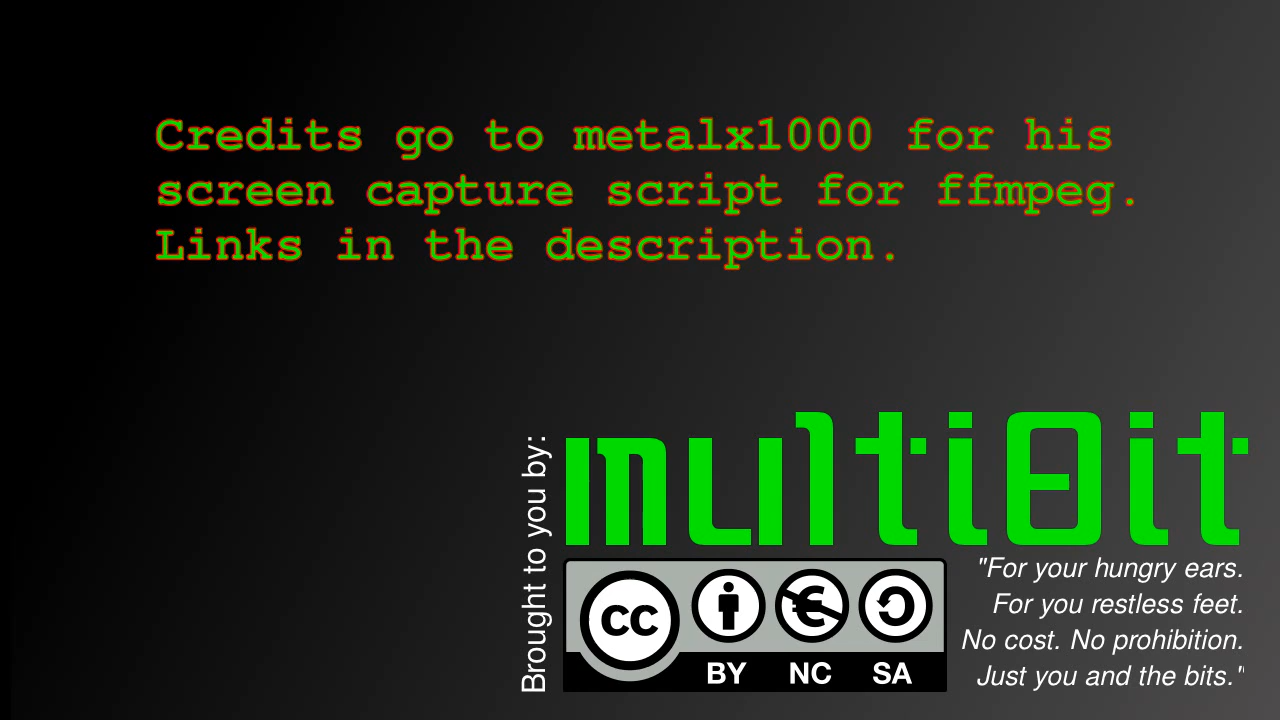 Credits go to metalx1000 for his
screen capture script for ffmpeg.
Links in the description.
Brought to you by:
multi8it
cc
BY NC SA
"For your hungry ears.
For you restless feet.
No cost. No prohibition.
Just you and the bits."